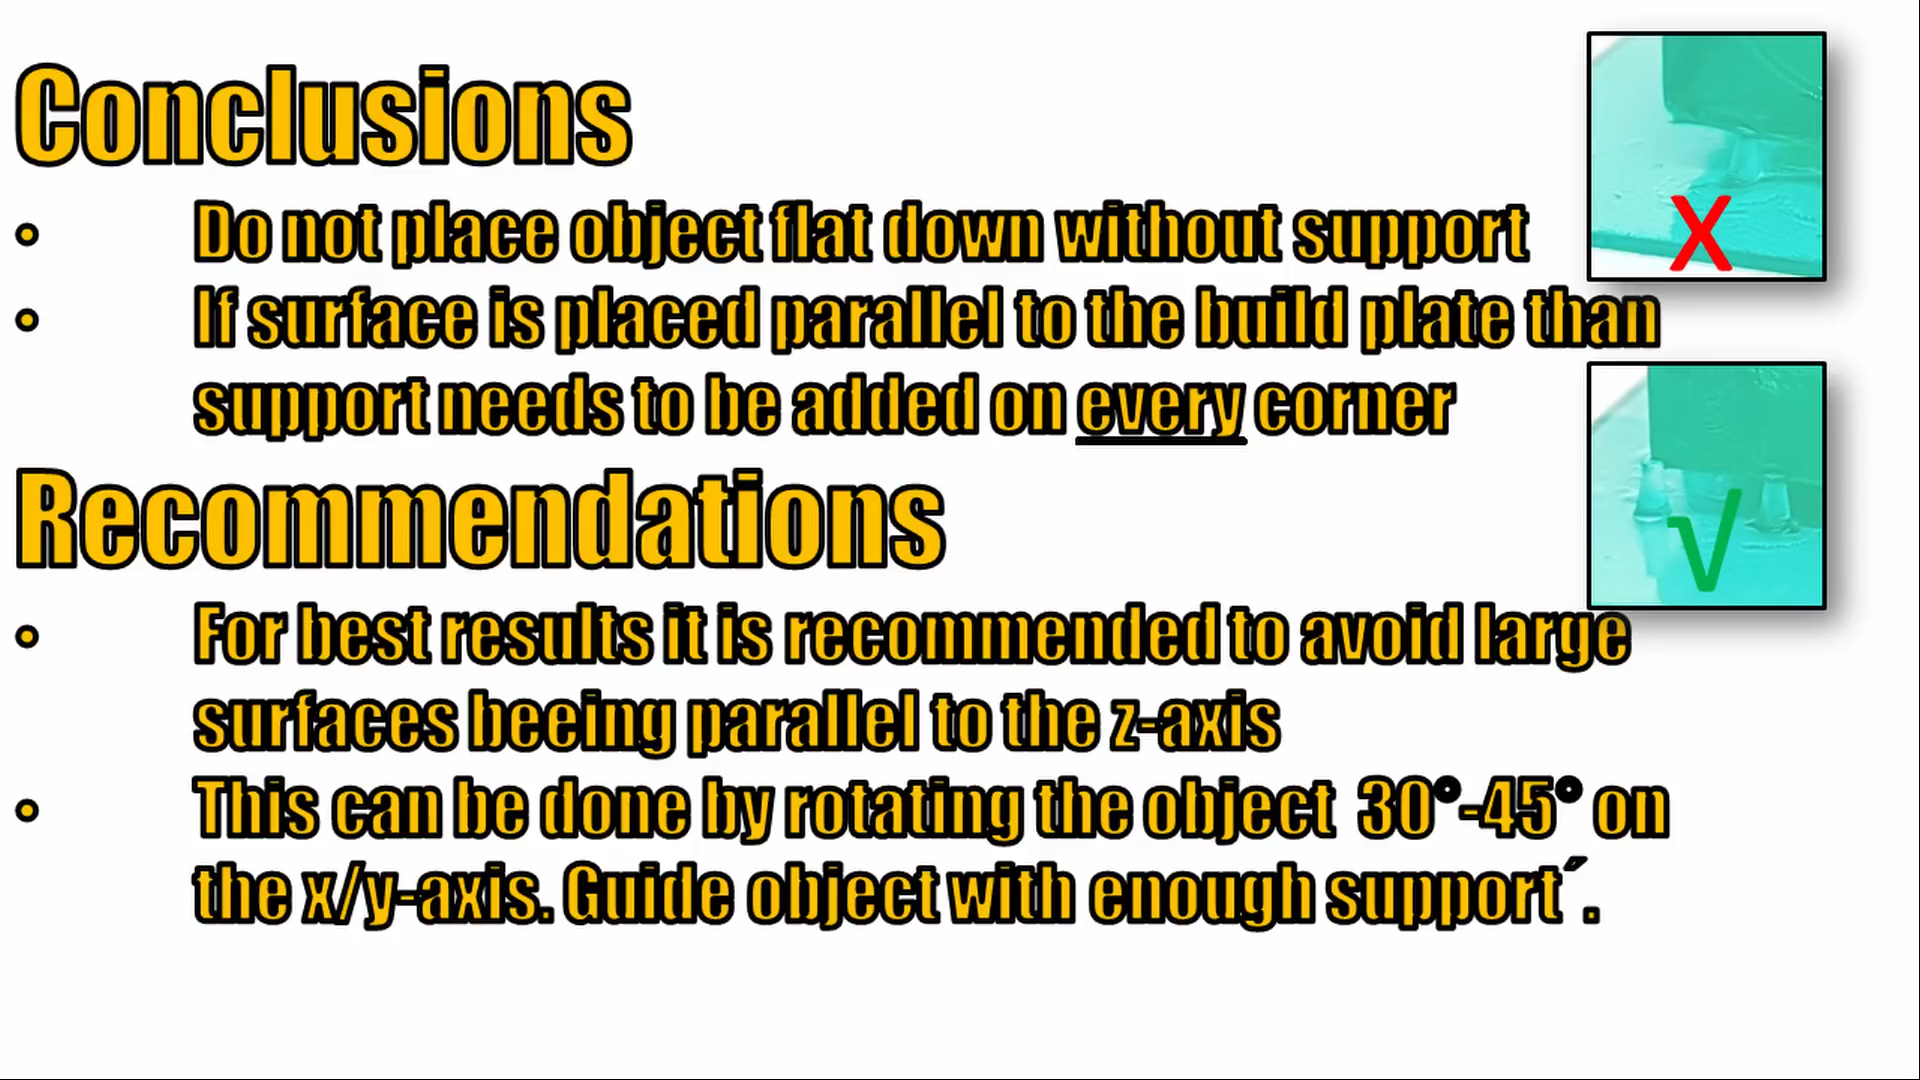 Conclusions
• Do not place object flat down without support
• If surface is placed parallel to the build plate than
support needs to be added on every corner
Recommendations
• For best results it is recommended to avoid large
surfaces beeing parallel to the z-axis
• This can be done by rotating the object  30°-45° on
the x/y-axis. Guide object with enough support´.
X
√